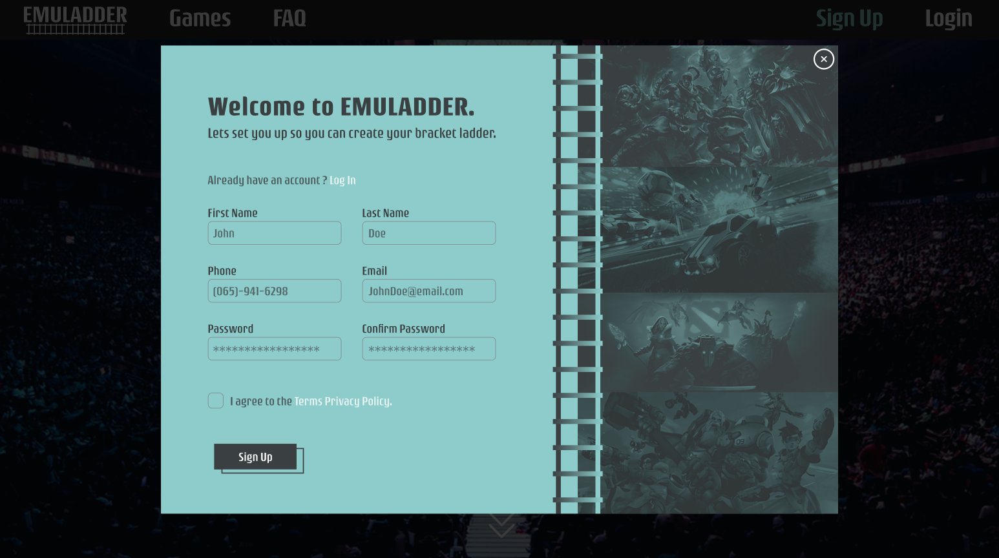 EMULADDER
Games
FAQ
Sign Up
Login
Welcome to EMULADDER.
Lets set you up so you can create your bracket ladder.
Already have an account ? Log In
First Name
Last Name
John
Doe
Phone
Email
(065)-941-6298
JohnDoe@email.com
Password
Confirm Password
*****************
*****************
I agree to the Terms Privacy Policy.
Sign Up
03